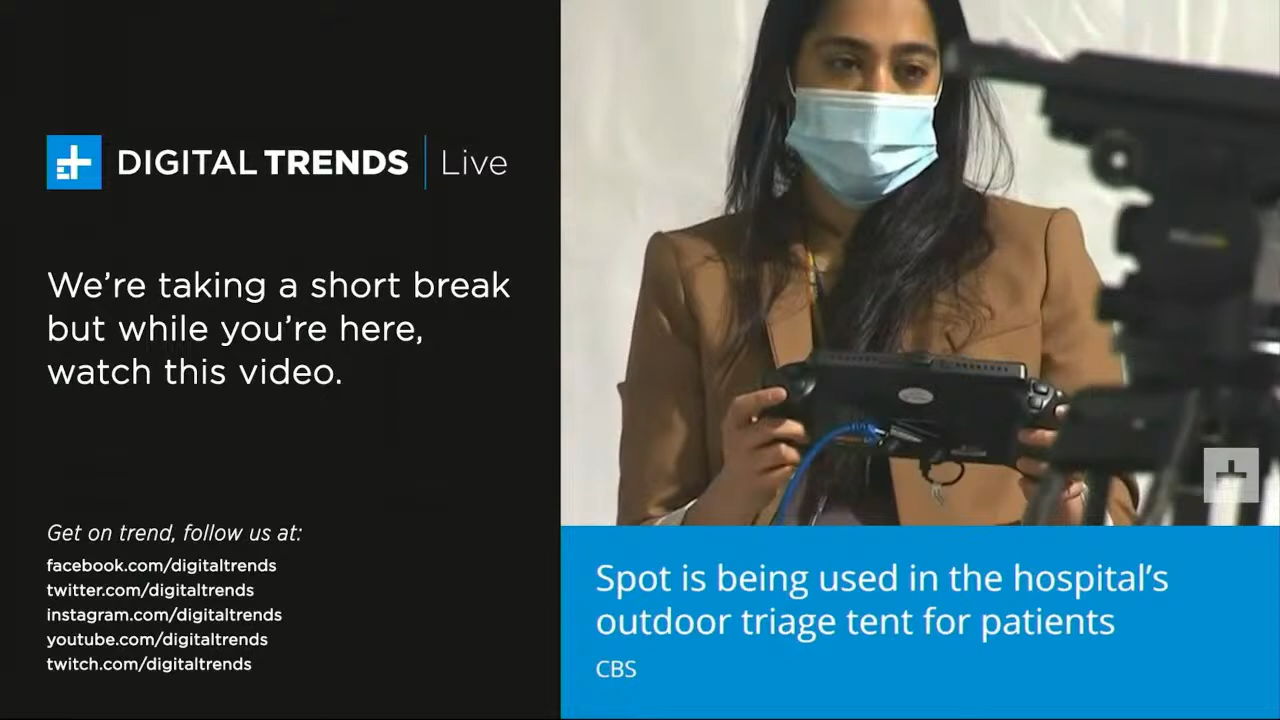 DIGITAL TRENDS Live
We're taking a short break
but while you're here,
watch this video.
Get on trend, follow us at:
facebook.com/digitaltrends
twitter.com/digitaltrends
instagram.com/digitaltrends
youtube.com/digitaltrends
twitch.com/digitaltrends
Spot is being used in the hospital's
outdoor triage tent for patients
CBS